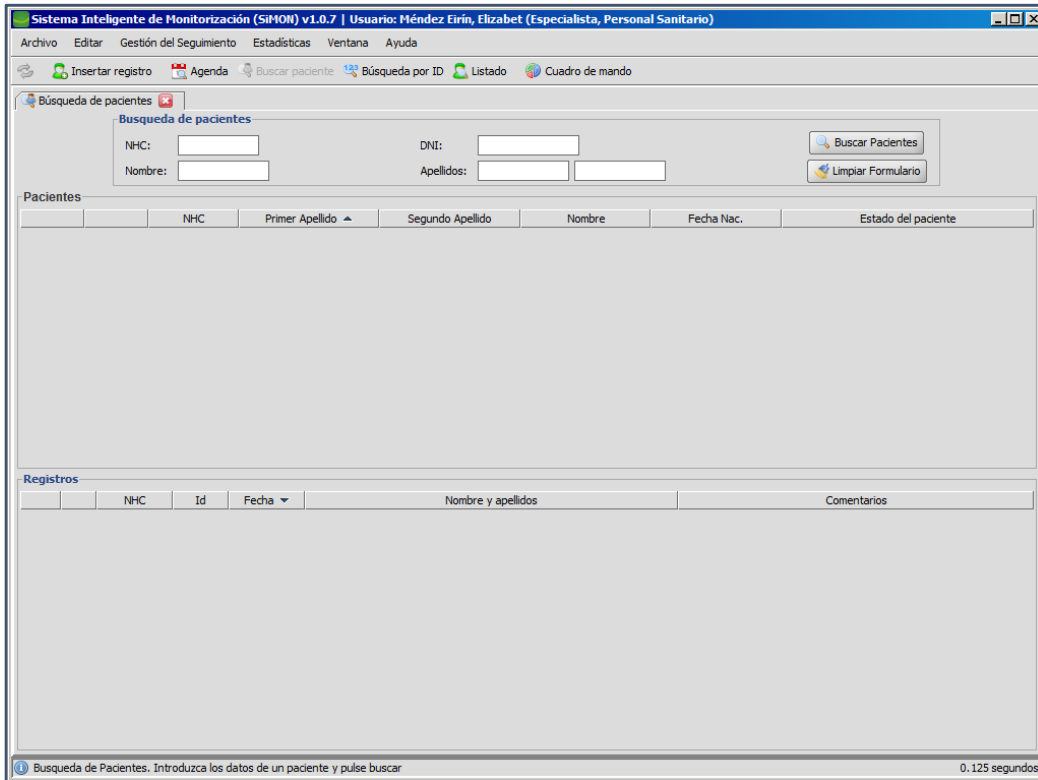 Sistema Inteligente de Monitorización (SiMON) v1.0.7 | Usuario: Méndez Eirín, Elizabet (Especialista, Personal Sanitario)
Archivo Editar Gestión del Seguimiento Estadísticas Ventana Ayuda
Insertar registro Agenda Buscar paciente 123 Búsqueda por ID Listado Cuadro de mando
Búsqueda de pacientes
Busqueda de pacientes
NHC: DNI: Buscar Pacientes
Nombre: Apellidos: Limpiar Formulario
Pacientes
NHC Primer Apellido Segundo Apellido Nombre Fecha Nac. Estado del paciente
Registros
NHC Id Fecha Nombre y apellidos Comentarios
Busqueda de Pacientes. Introduzca los datos de un paciente y pulse buscar 0.125 segundos